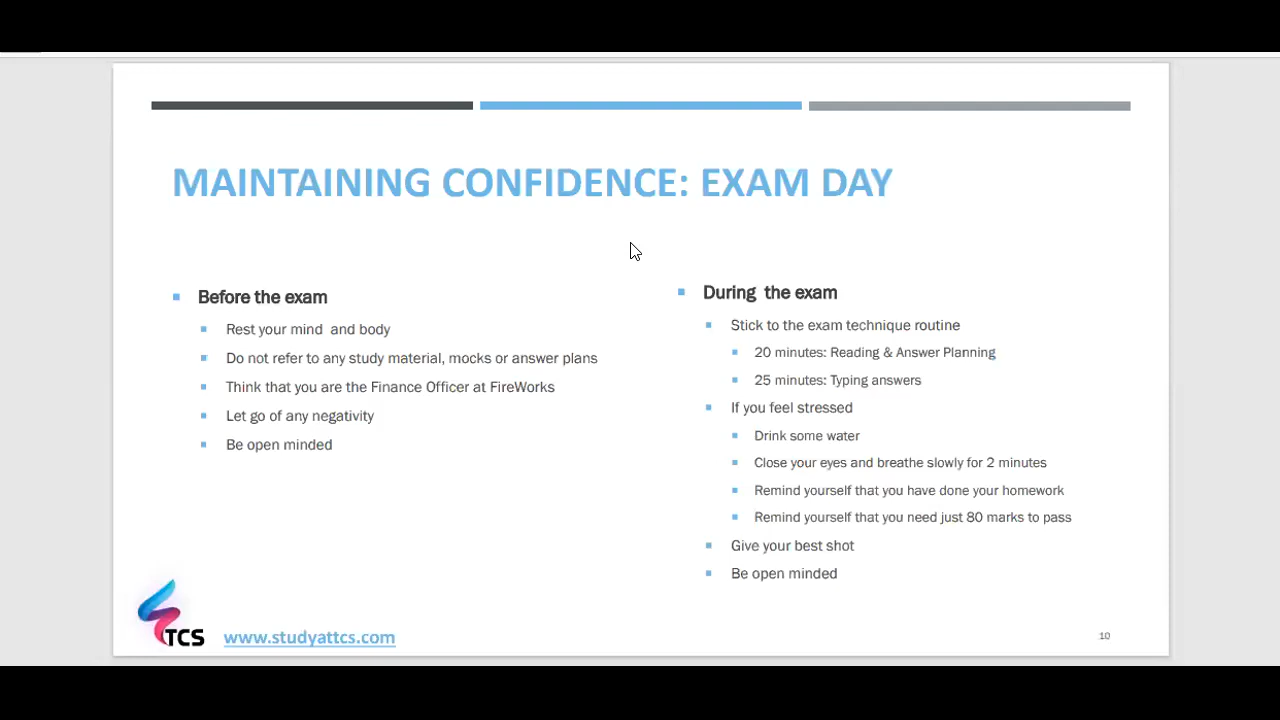 MAINTAINING CONFIDENCE: EXAM DAY
Before the exam
Rest your mind and body
Do not refer to any study material, mocks or answer plans
Think that you are the Finance Officer at FireWorks
Let go of any negativity
Be open minded
During the exam
Stick to the exam technique routine
20 minutes: Reading & Answer Planning
25 minutes: Typing answers
If you feel stressed
Drink some water
Close your eyes and breathe slowly for 2 minutes
Remind yourself that you have done your homework
Remind yourself that you need just 80 marks to pass
Give your best shot
Be open minded
TCS
www.studyattcs.com
10